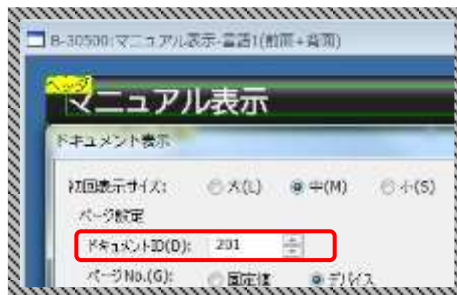 B-30500:マニュアル表示-言語1(前面+背面)
ヘッダ
マニュアル表示
ドキュメント表示
初回表示サイズ: 大(L) 中(M) 小(S)
ページ設定
ドキュメントID(D): 201
ページNo.(G): 固定値 デバイス